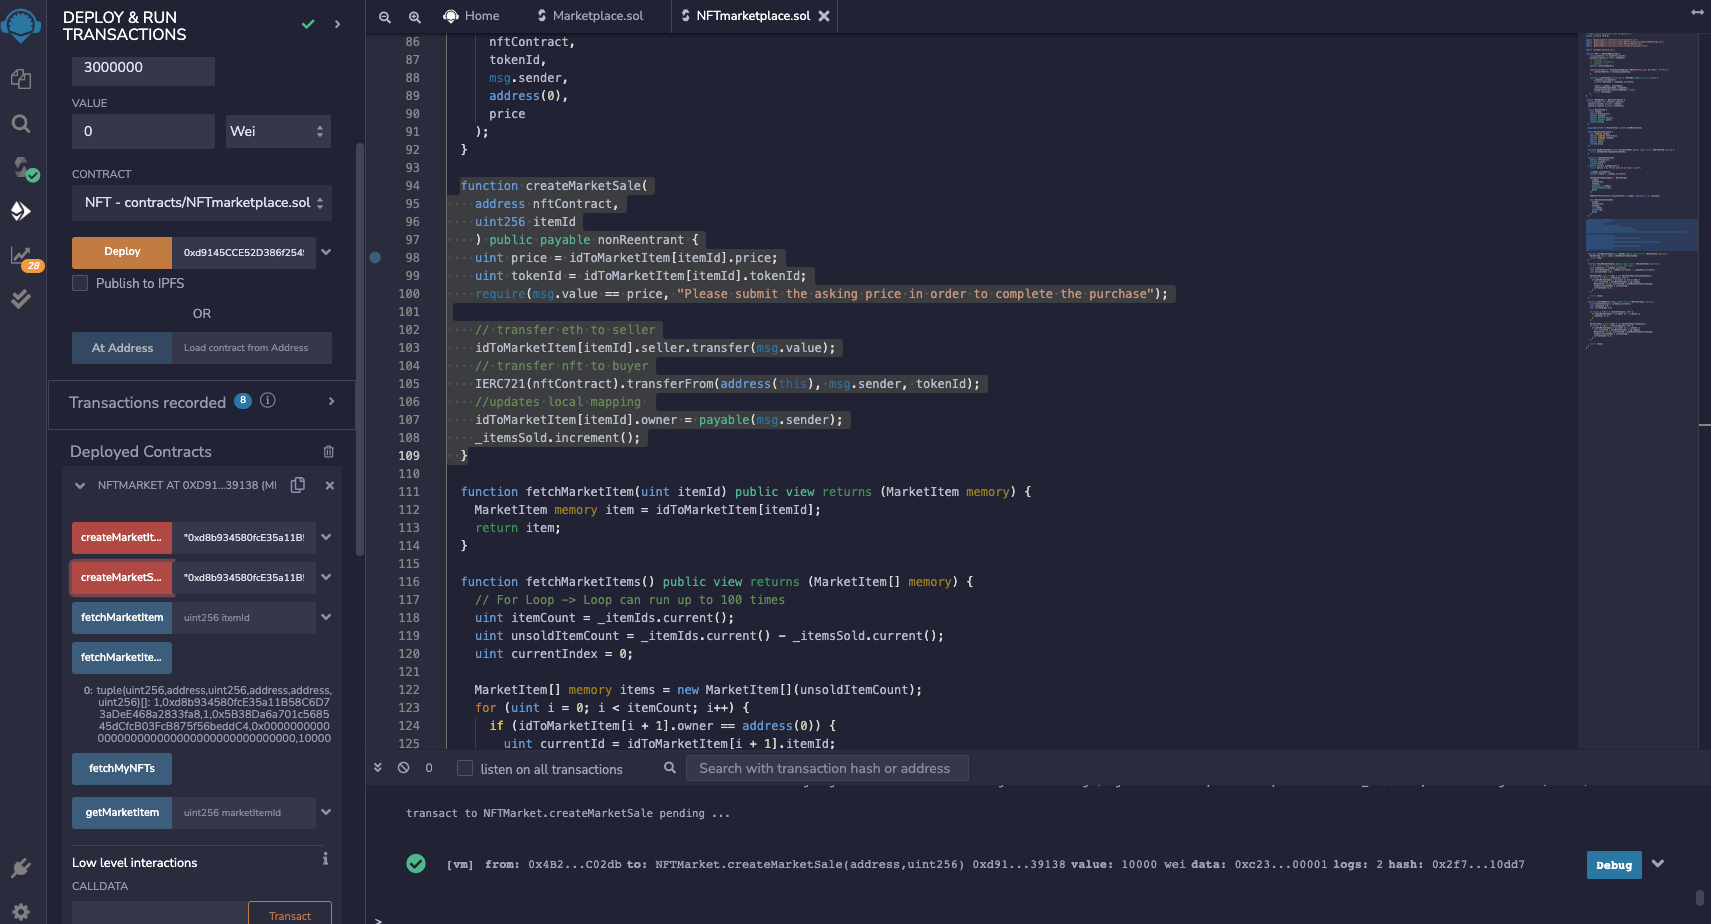 DEPLOY & RUN
TRANSACTIONS
3000000
VALUE
0
Wei
CONTRACT
NFT - contracts/NFTmarketplace.sol
Deploy
0xd9145CCE52D386f254
Publish to IPFS
OR
At Address
Load contract from Address
Transactions recorded 8
Deployed Contracts
NFTMARKET AT 0XD91...39138 (M
createMarketIt...
"0xd8b934580fcE35a11B
createMarketS...
"0xd8b934580fcE35a11B
fetchMarketItem
uint256 itemId
fetchMarketIte...
0: tuple(uint256,address,uint256,address,address,
uint256)[]: 1,0xd8b934580fcE35a11B58C6D7
3aDeE468a2833fa8,1,0x5B38Da6a701c5685
45dCfcB03FcB875f56beddC4,0x0000000000
000000000000000000000000000000,10000
fetchMyNFTs
getMarketItem
uint256 marketItemId
Low level interactions
CALLDATA
Transact
28
Home
Marketplace.sol
NFTmarketplace.sol
86 nftContract,
87 tokenId,
88 msg.sender,
89 address(0),
90 price
91 );
92 }
93
94 function createMarketSale(
95 address nftContract,
96 uint256 itemId
97 ) public payable nonReentrant {
98 uint price = idToMarketItem[itemId].price;
99 uint tokenId = idToMarketItem[itemId].tokenId;
100 require(msg.value == price, "Please submit the asking price in order to complete the purchase");
101
102 // transfer eth to seller
103 idToMarketItem[itemId].seller.transfer(msg.value);
104 // transfer nft to buyer
105 IERC721(nftContract).transferFrom(address(this), msg.sender, tokenId);
106 //updates local mapping
107 idToMarketItem[itemId].owner = payable(msg.sender);
108 _itemsSold.increment();
109 }
110
111 function fetchMarketItem(uint itemId) public view returns (MarketItem memory) {
112 MarketItem memory item = idToMarketItem[itemId];
113 return item;
114 }
115
116 function fetchMarketItems() public view returns (MarketItem[] memory) {
117 // For Loop -> Loop can run up to 100 times
118 uint itemCount = _itemIds.current();
119 uint unsoldItemCount = _itemIds.current() - _itemsSold.current();
120 uint currentIndex = 0;
121
122 MarketItem[] memory items = new MarketItem[](unsoldItemCount);
123 for (uint i = 0; i < itemCount; i++) {
124 if (idToMarketItem[i + 1].owner == address(0)) {
125 uint currentId = idToMarketItem[i + 1].itemId;
0
listen on all transactions
Search with transaction hash or address
transact to NFTMarket.createMarketSale pending ...
[vm] from: 0x4B2...C02db to: NFTMarket.createMarketSale(address,uint256) 0xd91...39138 value: 10000 wei data: 0xc23...00001 logs: 2 hash: 0x2f7...10dd7
Debug
>